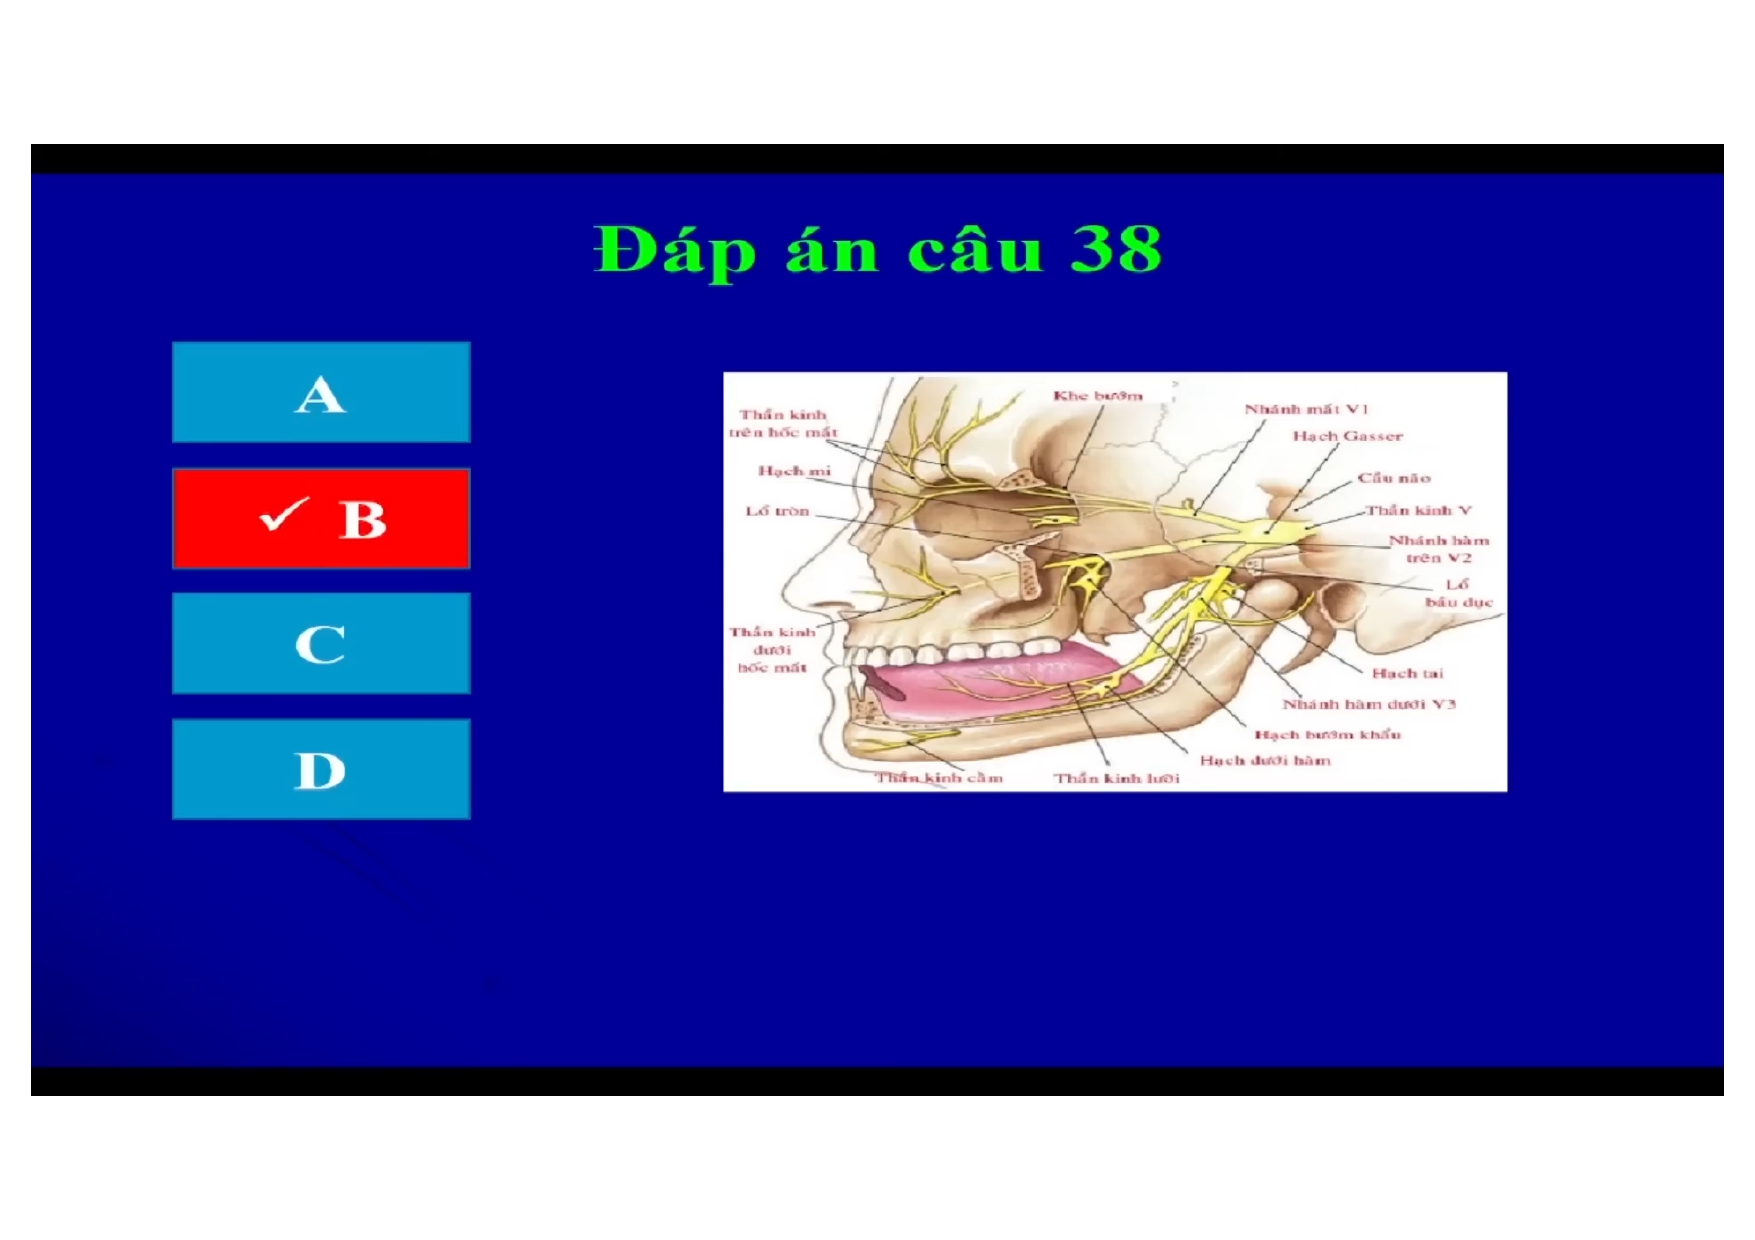 Đáp án câu 38
A
✓ B
C
D
Khe bướm
Nhánh mắt V1
Thần kinh
trên hốc mắt
Hạch Gasser
Hạch mi
Cầu não
Lổ tròn
Thần kinh V
Nhánh hàm
trên V2
Lổ
bầu dục
Thần kinh
dưới
hốc mắt
Hạch tai
Nhánh hàm dưới V3
Hạch bướm khẩu
Hạch dưới hàm
Thần kinh cằm
Thần kinh lưỡi